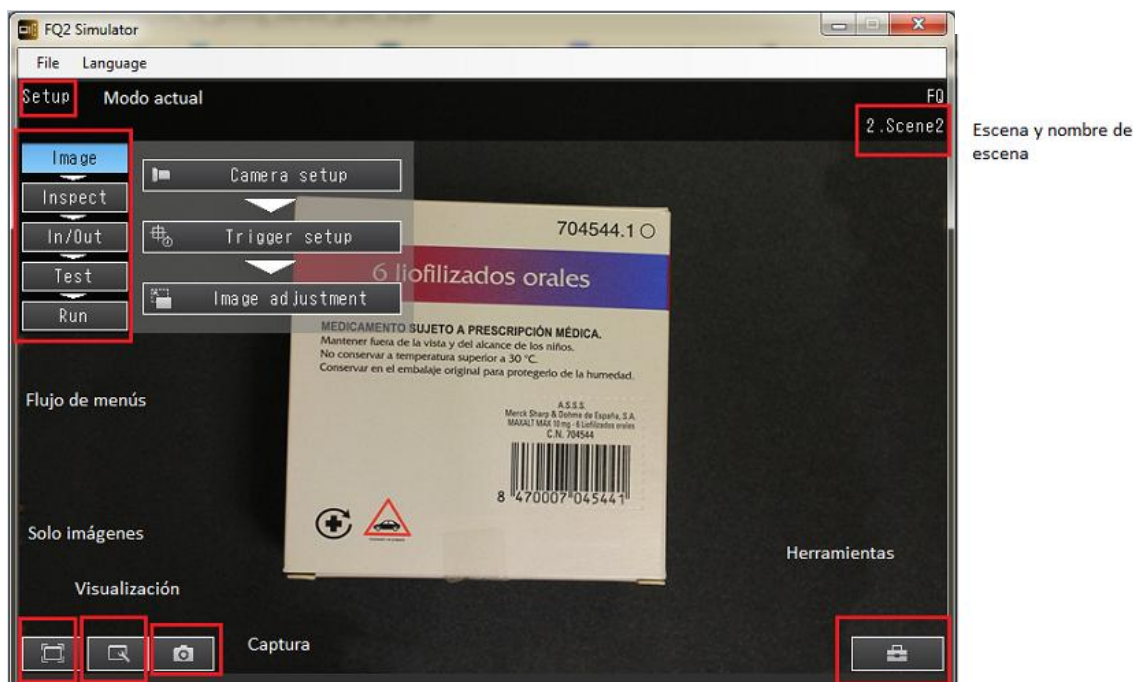 FQ2 Simulator
File Language
Setup Modo actual FQ
2.Scene2
Escena y nombre de
escena
Image
Camera setup
Inspect
704544.1
In/Out
Trigger setup
6 liofilizados orales
Test
Image adjustment
Run
MEDICAMENTO SUJETO A PRESCRIPCIÓN MÉDICA.
Mantener fuera de la vista y del alcance de los niños.
No conservar a temperatura superior a 30 °C.
Conservar en el embalaje original para protegerlo de la humedad.
Flujo de menús
A.S.S.S.
Merck Sharp & Dohme de España, S.A.
MAXALT MAX 10 mg - 6 Liofilizados orales
C.N. 704544
8 470007 045441
Solo imágenes
Herramientas
Visualización
Captura